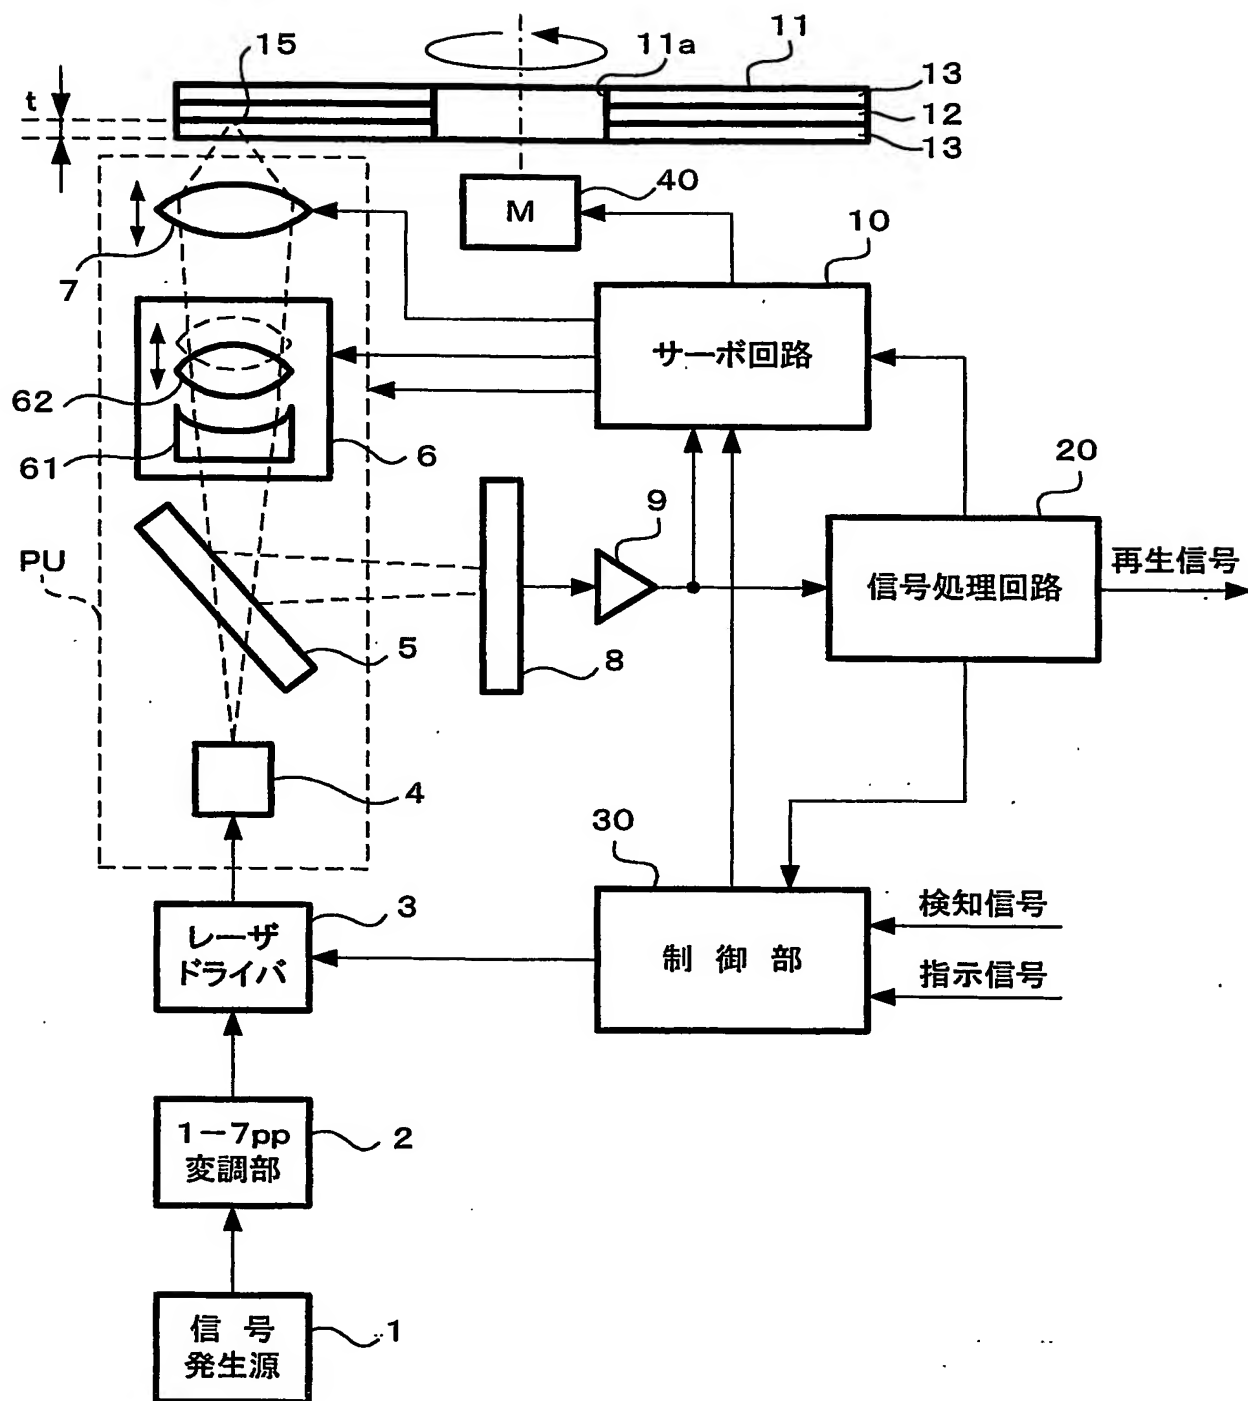 15
11a
11
13
12
13
t
40
M
10
7
サーボ回路
62
61
6
20
9
PU
再生信号
信号処理回路
5
8
4
30
検知信号
3
レーザ
ドライバ
制 御 部
指示信号
1-7pp
変調部
2
信 号
発生源
1